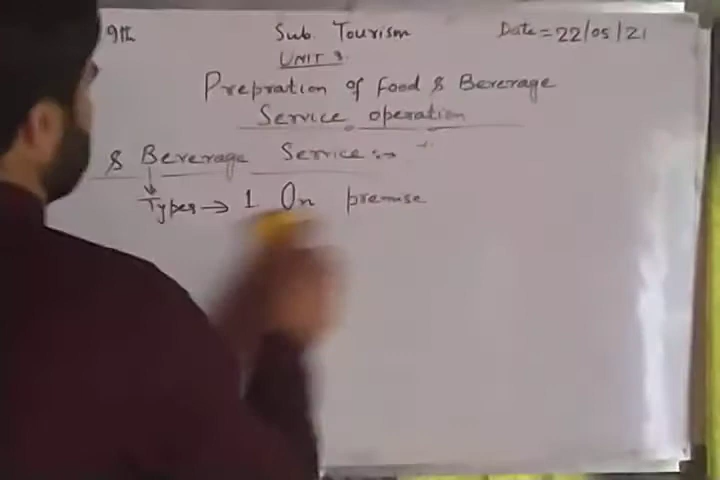 9th Sub. Tourism Date = 22/05/21
UNIT 3.
Prepration of Food & Beverage
Service operation
& Beverage Service :→
Types → 1. On premise